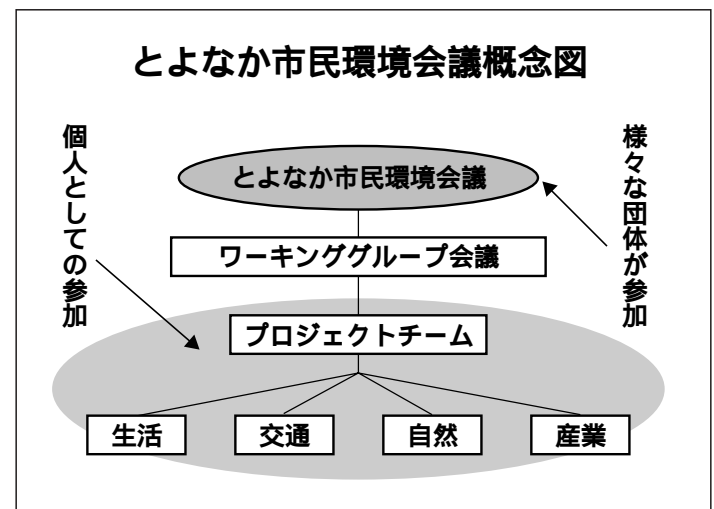 とよなか市民環境会議概念図
個人としての参加
様々な団体が参加
とよなか市民環境会議
ワーキンググループ会議
プロジェクトチーム
生活
交通
自然
産業